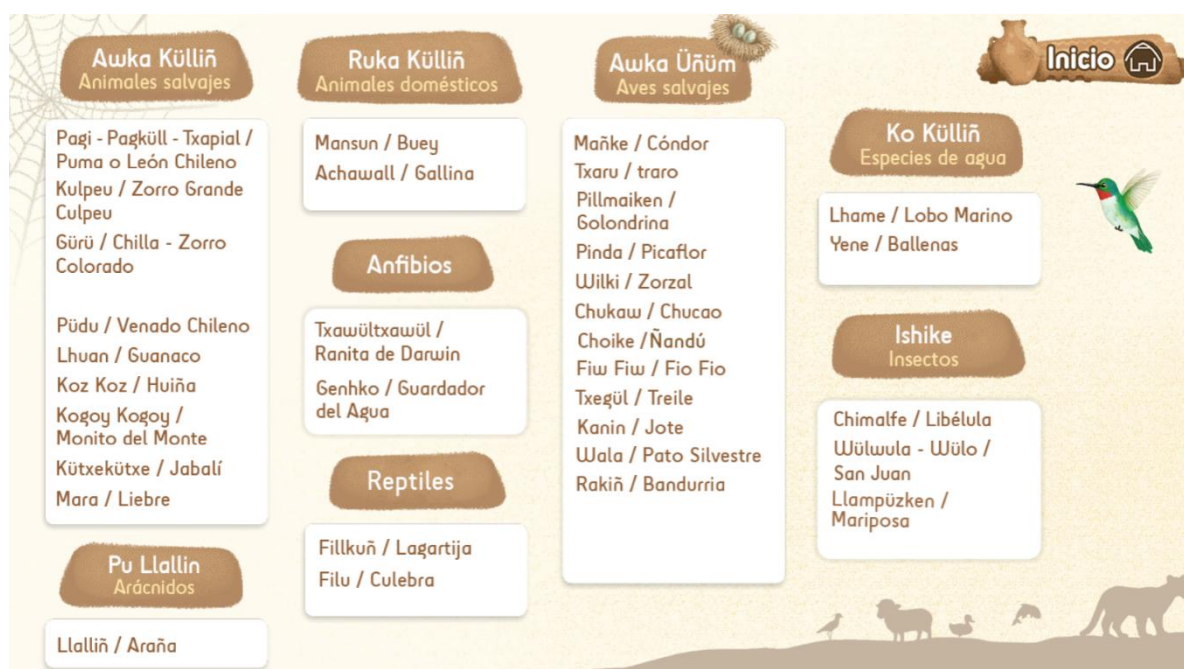 Awka Külliñ
Animales salvajes
Pagi - Pagküll - Txapial /
Puma o León Chileno
Kulpeu / Zorro Grande
Culpeu
Gürü / Chilla - Zorro
Colorado
Püdu / Venado Chileno
Lhuan / Guanaco
Koz Koz / Huiña
Kogoy Kogoy /
Monito del Monte
Kütxekütxe / Jabalí
Mara / Liebre
Pu Llallin
Arácnidos
Llalliñ / Araña
Ruka Külliñ
Animales domésticos
Mansun / Buey
Achawall / Gallina
Anfibios
Txawültxawül /
Ranita de Darwin
Genhko / Guardador
del Agua
Reptiles
Fillkuñ / Lagartija
Filu / Culebra
Awka Üñüm
Aves salvajes
Mañke / Cóndor
Txaru / traro
Pillmaiken /
Golondrina
Pinda / Picaflor
Wilki / Zorzal
Chukaw / Chucao
Choike /Ñandú
Fiw Fiw / Fio Fio
Txegül / Treile
Kanin / Jote
Wala / Pato Silvestre
Rakiñ / Bandurria
Inicio
Ko Külliñ
Especies de agua
Lhame / Lobo Marino
Yene / Ballenas
Ishike
Insectos
Chimalfe / Libélula
Wülwula - Wülo /
San Juan
Llampüzken /
Mariposa